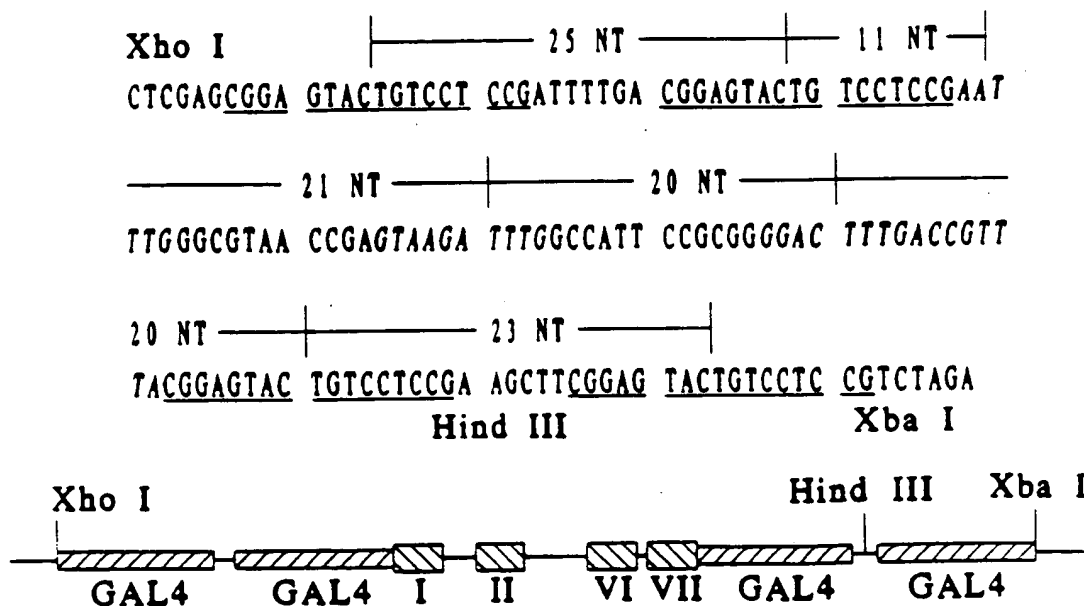 25 NT 11 NT
Xho I
CTCGAGCGGA GTACTGTCCT CCGATTTTGA CGGAGTACTG TCCTCCGAAT
21 NT 20 NT
TTGGGCGTAA CCGAGTAAGA TTTGGCCATT CCGCGGGGAC TTTGACCGTT
20 NT 23 NT
TACGGAGTAC TGTCCTCCGA AGCTTCGGAG TACTGTCCTC CGTCTAGA
Hind III Xba I
Xho I Hind III Xba I
GAL4 GAL4 I II VI VII GAL4 GAL4